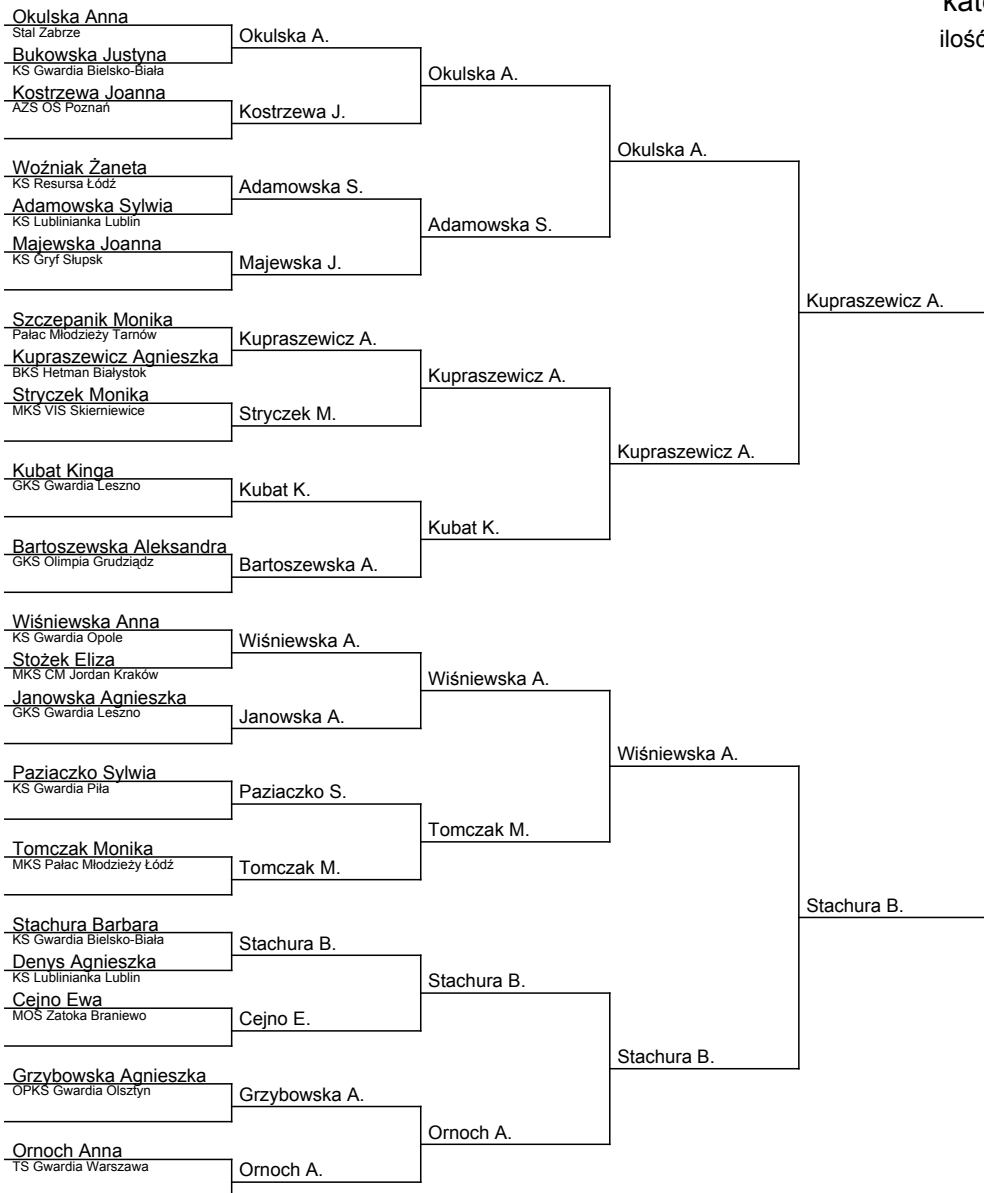 kat
ilość
Okulska Anna
Stal Zabrze
Bukowska Justyna
KS Gwardia Bielsko-Biała
Kostrzewa Joanna
AZS OŚ Poznań
Woźniak Żaneta
KS Resursa Łódź
Adamowska Sylwia
KS Lublinianka Lublin
Majewska Joanna
KS Gryf Słupsk
Szczepanik Monika
Pałac Młodzieży Tarnów
Kupraszewicz Agnieszka
BKS Hetman Białystok
Stryczek Monika
MKS VIS Skierniewice
Kubat Kinga
GKS Gwardia Leszno
Bartoszewska Aleksandra
GKS Olimpia Grudziądz
Wiśniewska Anna
KS Gwardia Opole
Stożek Eliza
MKS CM Jordan Kraków
Janowska Agnieszka
GKS Gwardia Leszno
Paziaczko Sylwia
KS Gwardia Piła
Tomczak Monika
MKS Pałac Młodzieży Łódź
Stachura Barbara
KS Gwardia Bielsko-Biała
Denys Agnieszka
KS Lublinianka Lublin
Cejno Ewa
MOS Zatoka Braniewo
Grzybowska Agnieszka
OPKS Gwardia Olsztyn
Ornoch Anna
TS Gwardia Warszawa
Okulska A.
Kostrzewa J.
Adamowska S.
Majewska J.
Kupraszewicz A.
Stryczek M.
Kubat K.
Bartoszewska A.
Wiśniewska A.
Janowska A.
Paziaczko S.
Tomczak M.
Stachura B.
Cejno E.
Grzybowska A.
Ornoch A.
Okulska A.
Adamowska S.
Kupraszewicz A.
Kubat K.
Wiśniewska A.
Tomczak M.
Stachura B.
Ornoch A.
Okulska A.
Kupraszewicz A.
Wiśniewska A.
Stachura B.
Kupraszewicz A.
Stachura B.